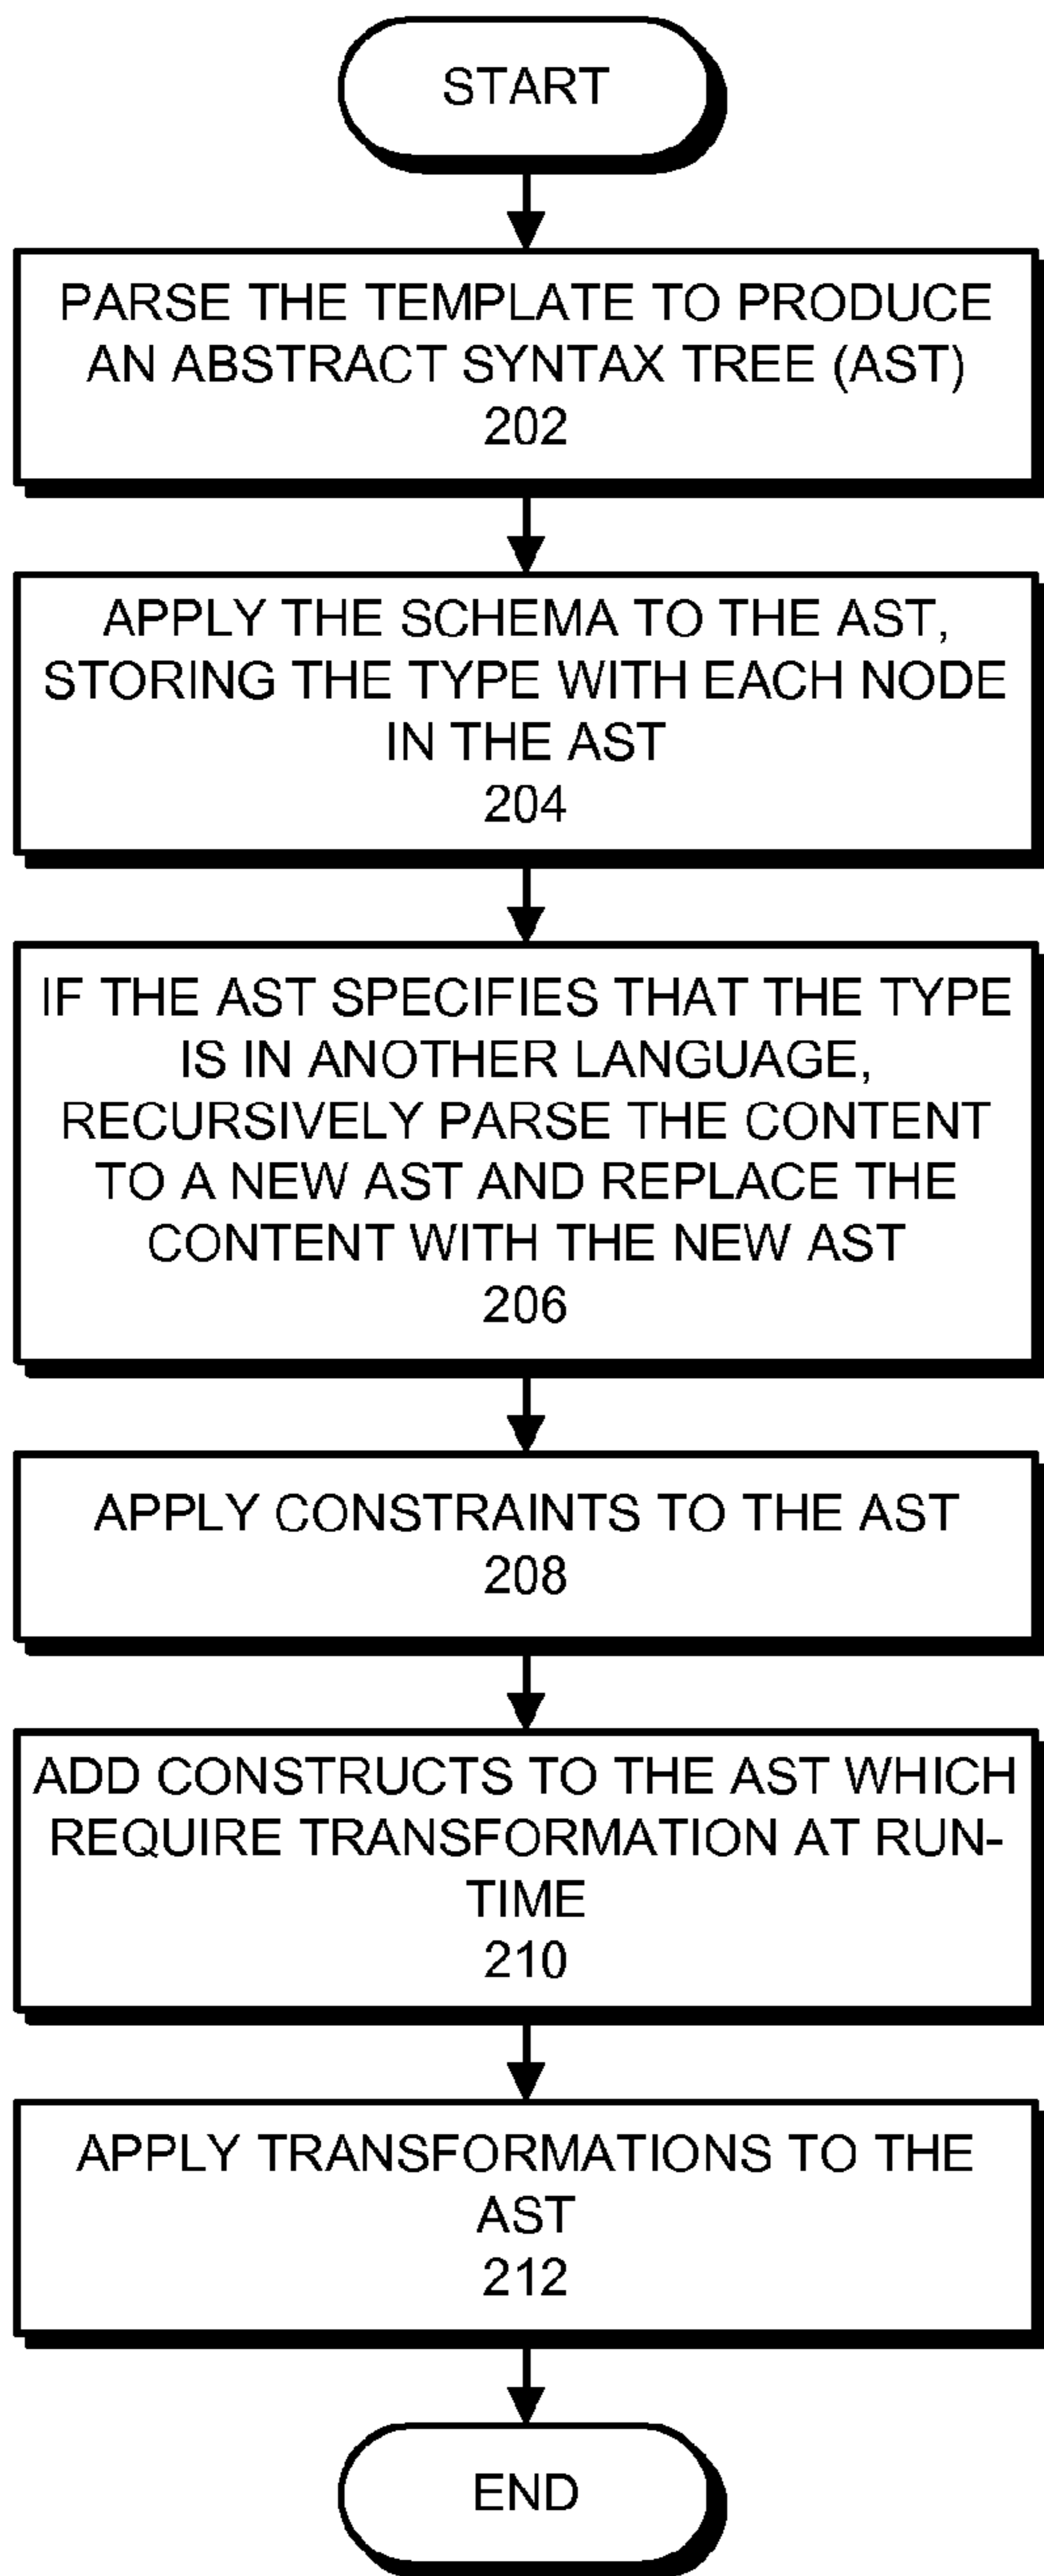 START
PARSE THE TEMPLATE TO PRODUCE
AN ABSTRACT SYNTAX TREE (AST)
202
APPLY THE SCHEMA TO THE AST,
STORING THE TYPE WITH EACH NODE
IN THE AST
204
IF THE AST SPECIFIES THAT THE TYPE
IS IN ANOTHER LANGUAGE,
RECURSIVELY PARSE THE CONTENT
TO A NEW AST AND REPLACE THE
CONTENT WITH THE NEW AST
206
APPLY CONSTRAINTS TO THE AST
208
ADD CONSTRUCTS TO THE AST WHICH
REQUIRE TRANSFORMATION AT RUN-
TIME
210
APPLY TRANSFORMATIONS TO THE
AST
212
END